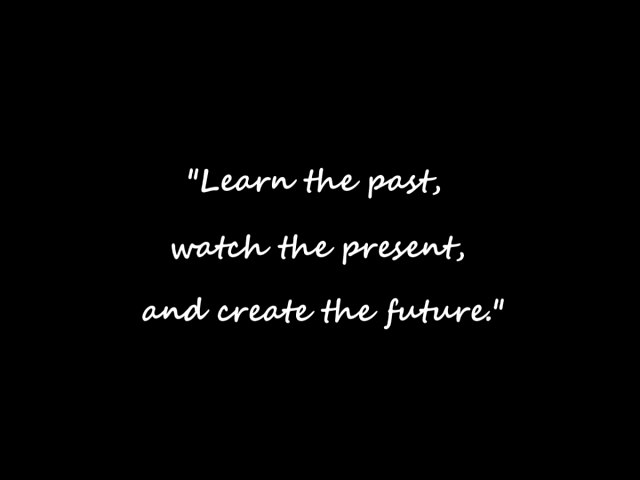 "Learn the past,
watch the present,
and create the future."